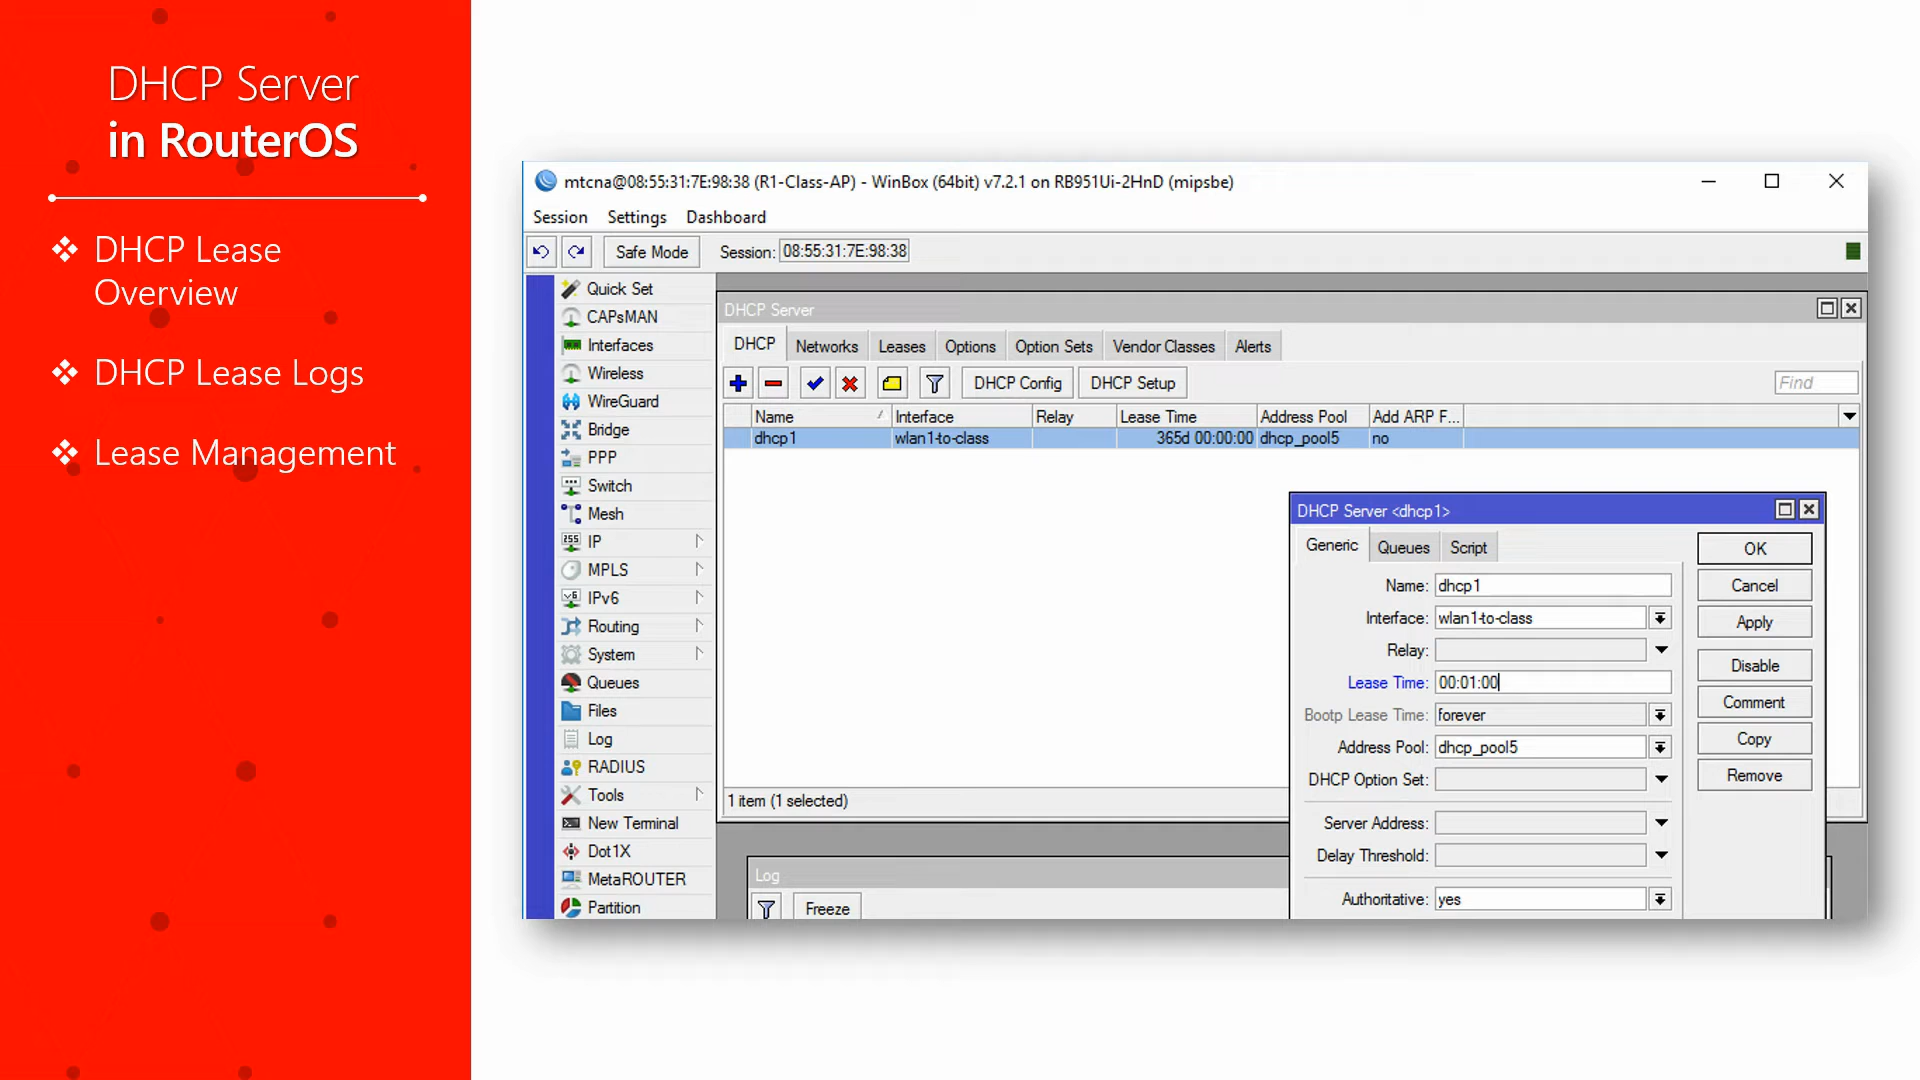 DHCP Server
in RouterOS
❖ DHCP Lease
Overview
❖ DHCP Lease Logs
❖ Lease Management
mtcna@08:55:31:7E:98:38 (R1-Class-AP) - WinBox (64bit) v7.2.1 on RB951Ui-2HnD (mipsbe)
Session Settings Dashboard
Safe Mode Session: 08:55:31:7E:98:38
Quick Set
CAPsMAN
Interfaces
Wireless
WireGuard
Bridge
PPP
Switch
Mesh
IP
MPLS
IPv6
Routing
System
Queues
Files
Log
RADIUS
Tools
New Terminal
Dot1X
MetaROUTER
Partition
DHCP Server
DHCP Networks Leases Options Option Sets Vendor Classes Alerts
DHCP Config DHCP Setup Find
Name Interface Relay Lease Time Address Pool Add ARP F...
dhcp1 wlan1-to-class 365d 00:00:00 dhcp_pool5 no
1 item (1 selected)
Log
Freeze
DHCP Server <dhcp1>
Generic Queues Script
Name: dhcp1
Interface: wlan1-to-class
Relay:
Lease Time: 00:01:00
Bootp Lease Time: forever
Address Pool: dhcp_pool5
DHCP Option Set:
Server Address:
Delay Threshold:
Authoritative: yes
OK
Cancel
Apply
Disable
Comment
Copy
Remove